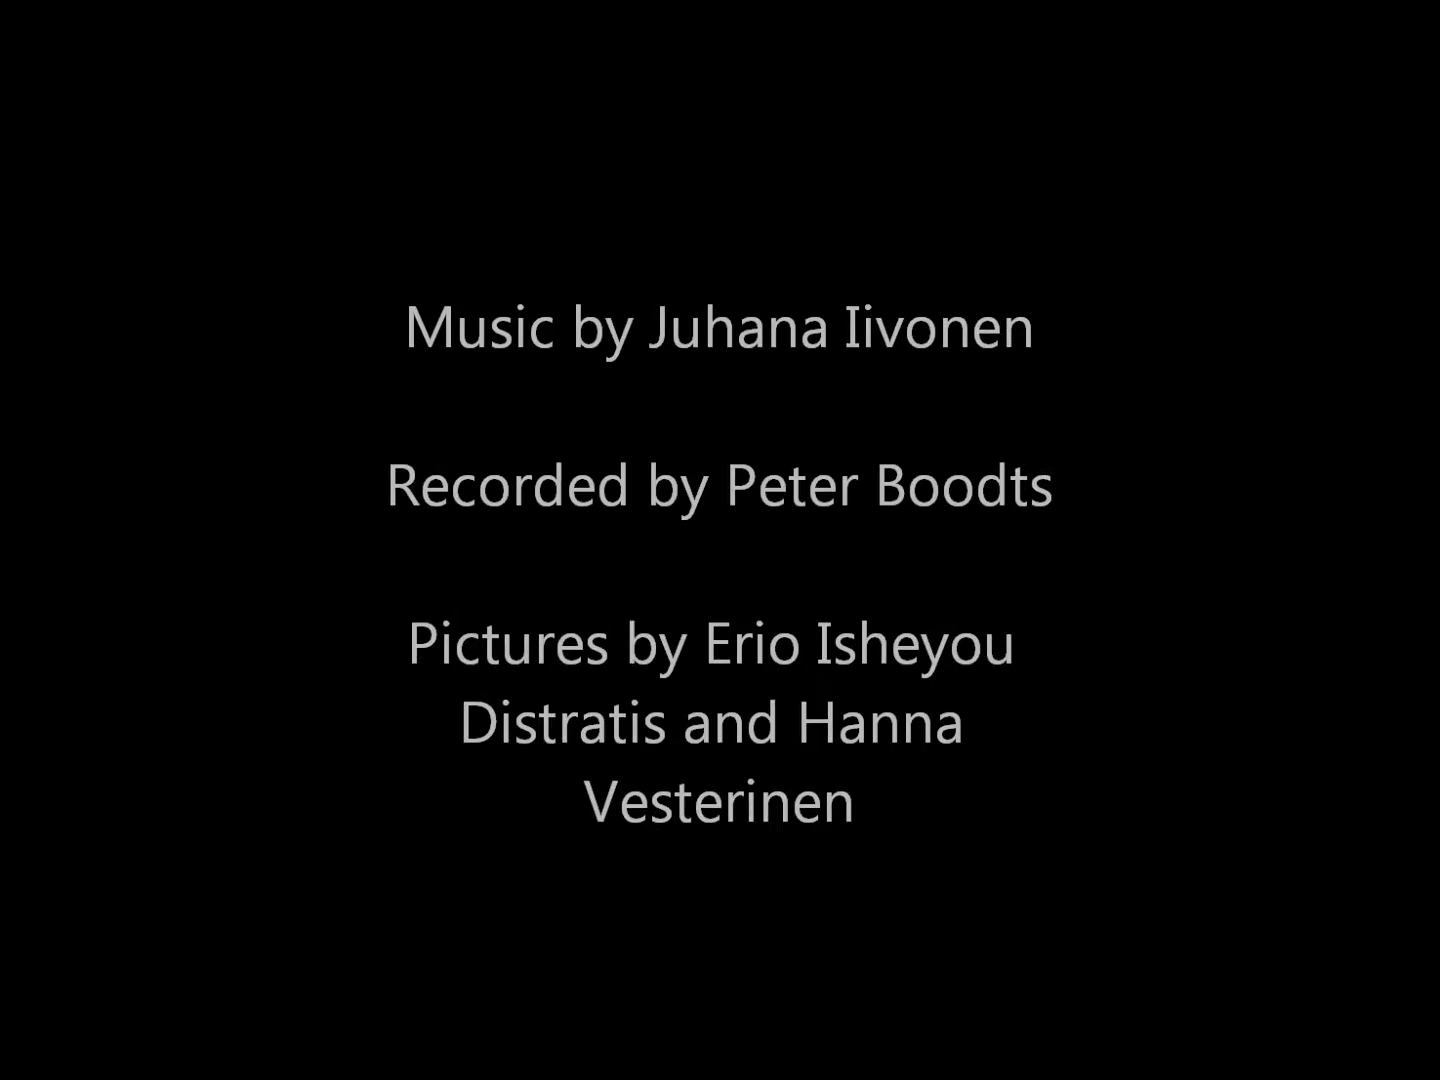 Music by Juhana Iivonen
Recorded by Peter Boodts
Pictures by Erio Isheyou
Distratis and Hanna
Vesterinen